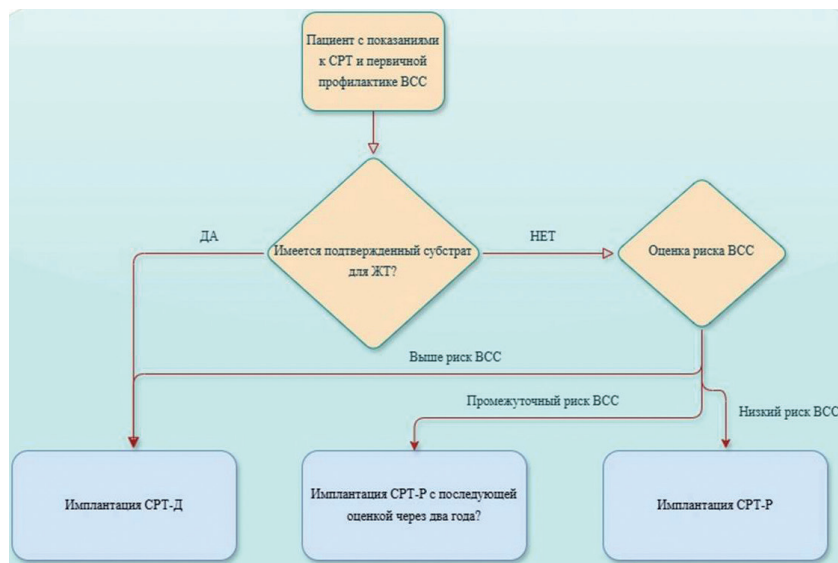 Пациент с показаниями
к СРТ и первичной
профилактике ВСС
ДА
Имеется подтвержденный субстрат
для ЖТ?
НЕТ
Оценка риска ВСС
Выше риск ВСС
Промежуточный риск ВСС
Низкий риск ВСС
Имплантация СРТ-Д
Имплантация СРТ-Р с последующей
оценкой через два года?
Имплантация СРТ-Р